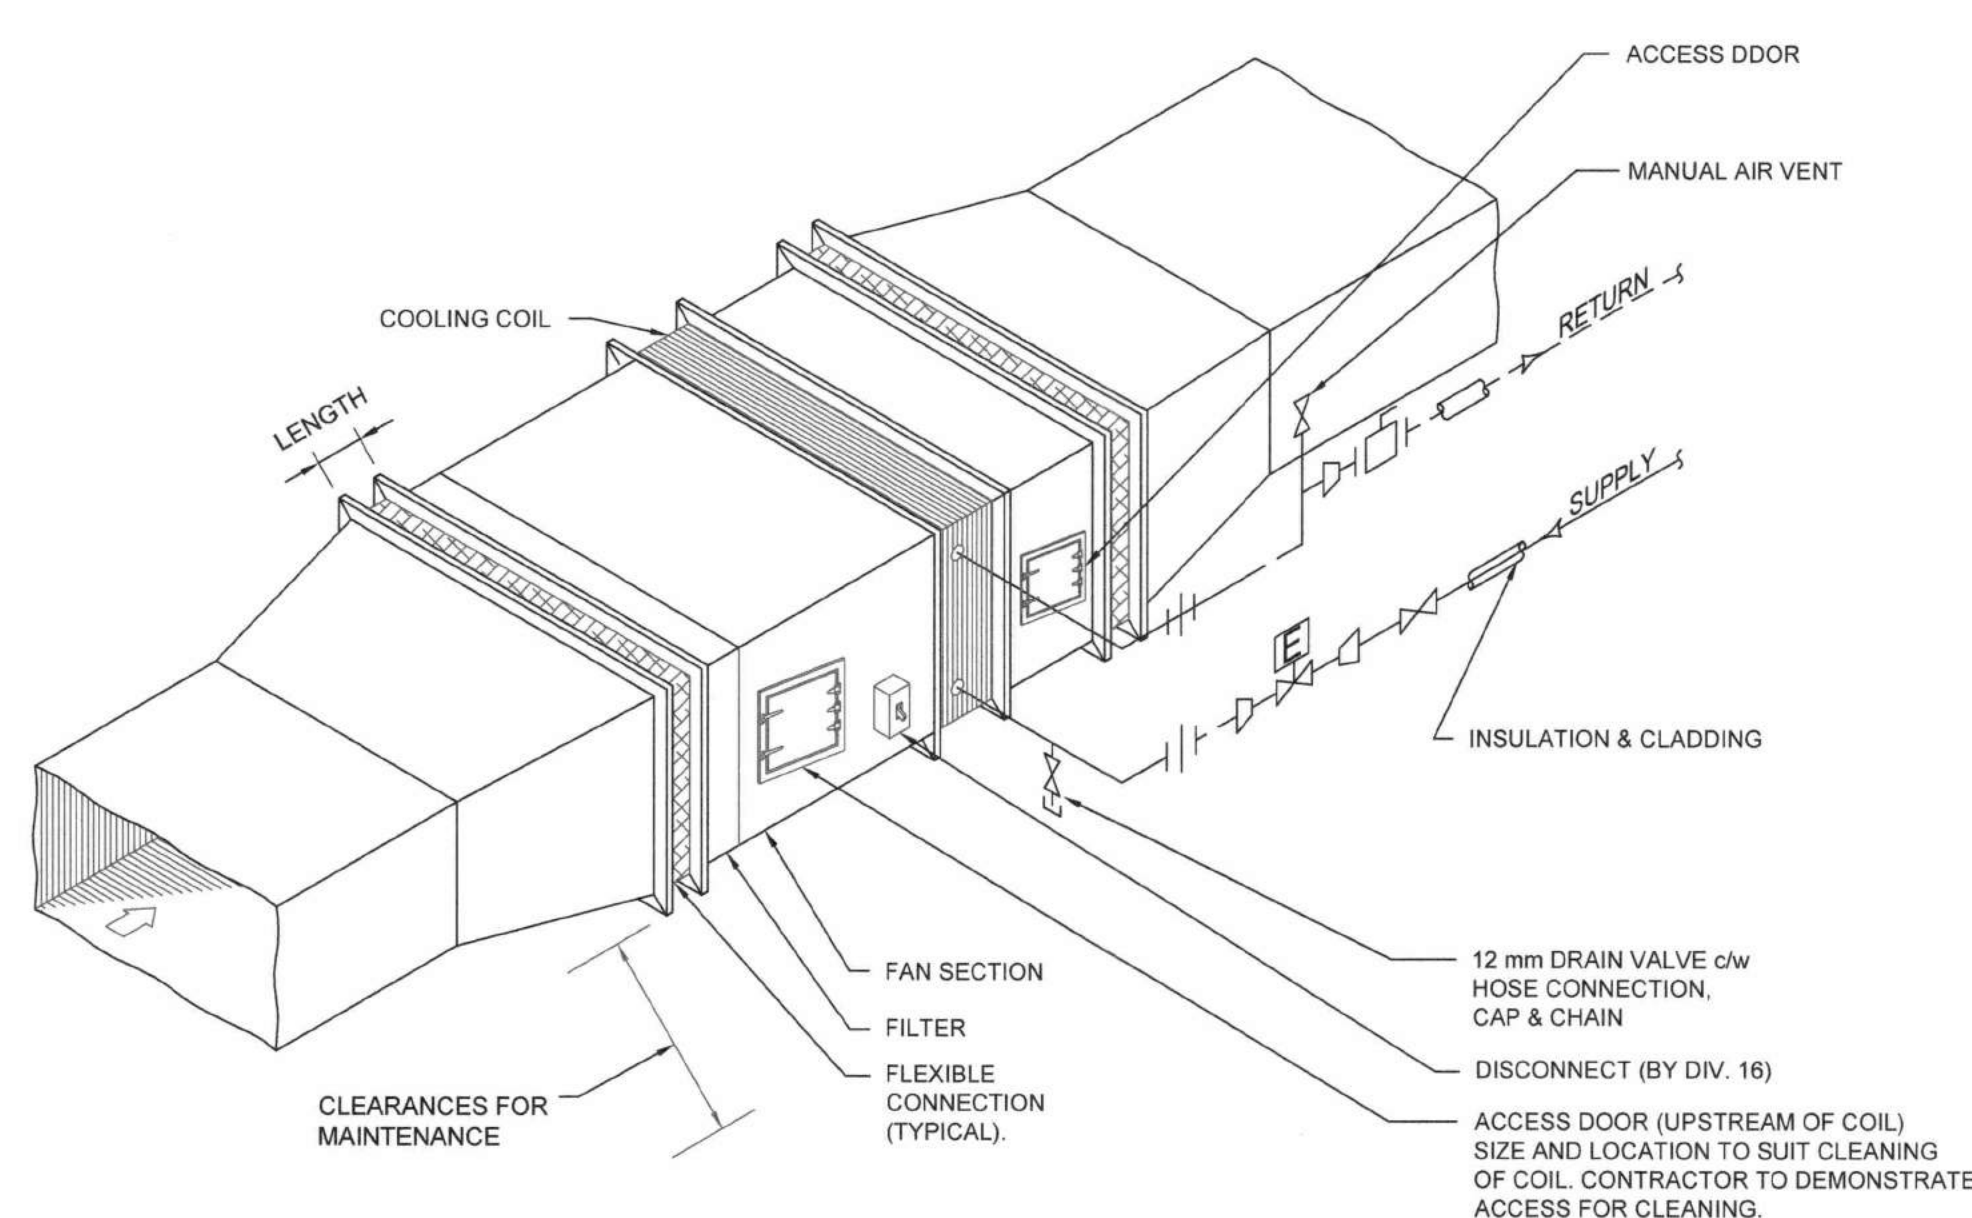 ACCESS DDOR
MANUAL AIR VENT
RETURN
COOLING COIL
LENGTH
SUPPLY
E
INSULATION & CLADDING
FAN SECTION
FILTER
FLEXIBLE
CONNECTION
(TYPICAL).
CLEARANCES FOR
MAINTENANCE
12 mm DRAIN VALVE c/w
HOSE CONNECTION,
CAP & CHAIN
DISCONNECT (BY DIV. 16)
ACCESS DOOR (UPSTREAM OF COIL)
SIZE AND LOCATION TO SUIT CLEANING
OF COIL. CONTRACTOR TO DEMONSTRATE
ACCESS FOR CLEANING.